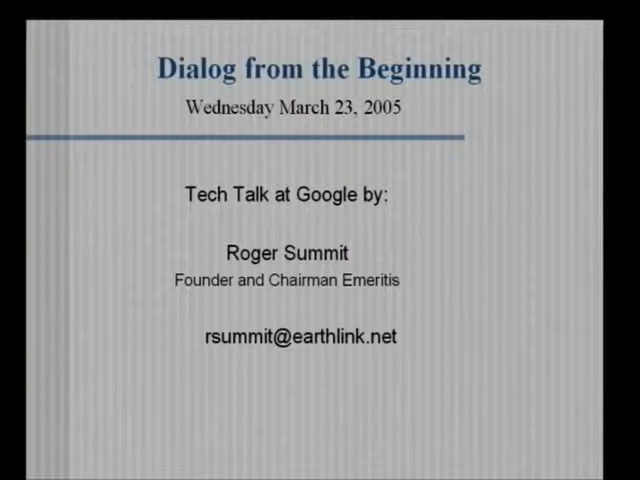 Dialog from the Beginning
Wednesday March 23, 2005
Tech Talk at Google by:
Roger Summit
Founder and Chairman Emeritis
rsummit@earthlink.net